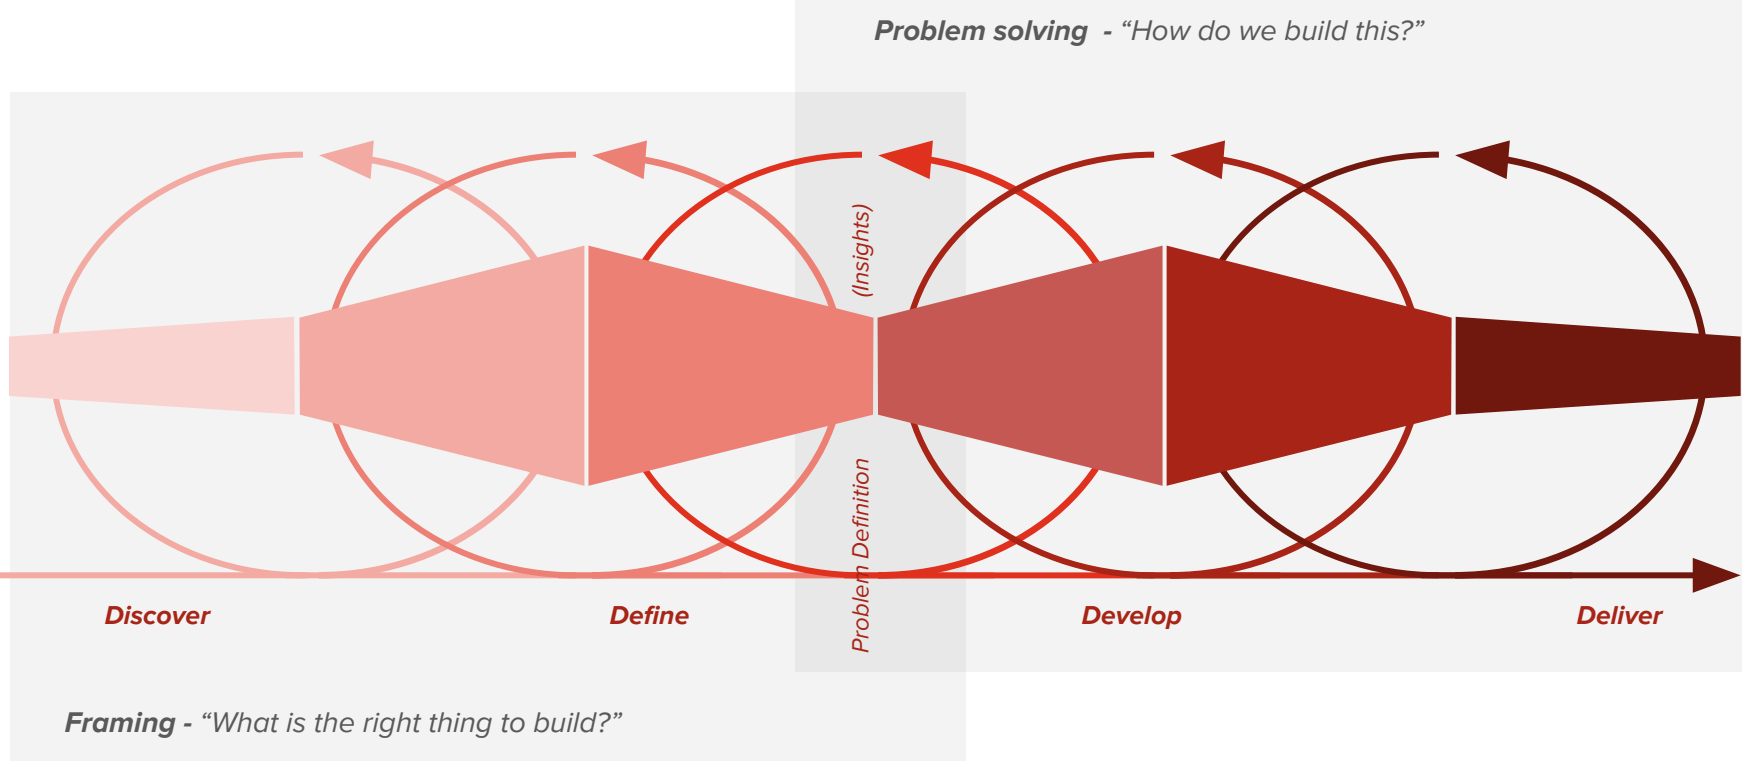 Problem solving - “How do we build this?”
(Insights)
Problem Definition
Discover
Define
Develop
Deliver
Framing - “What is the right thing to build?”